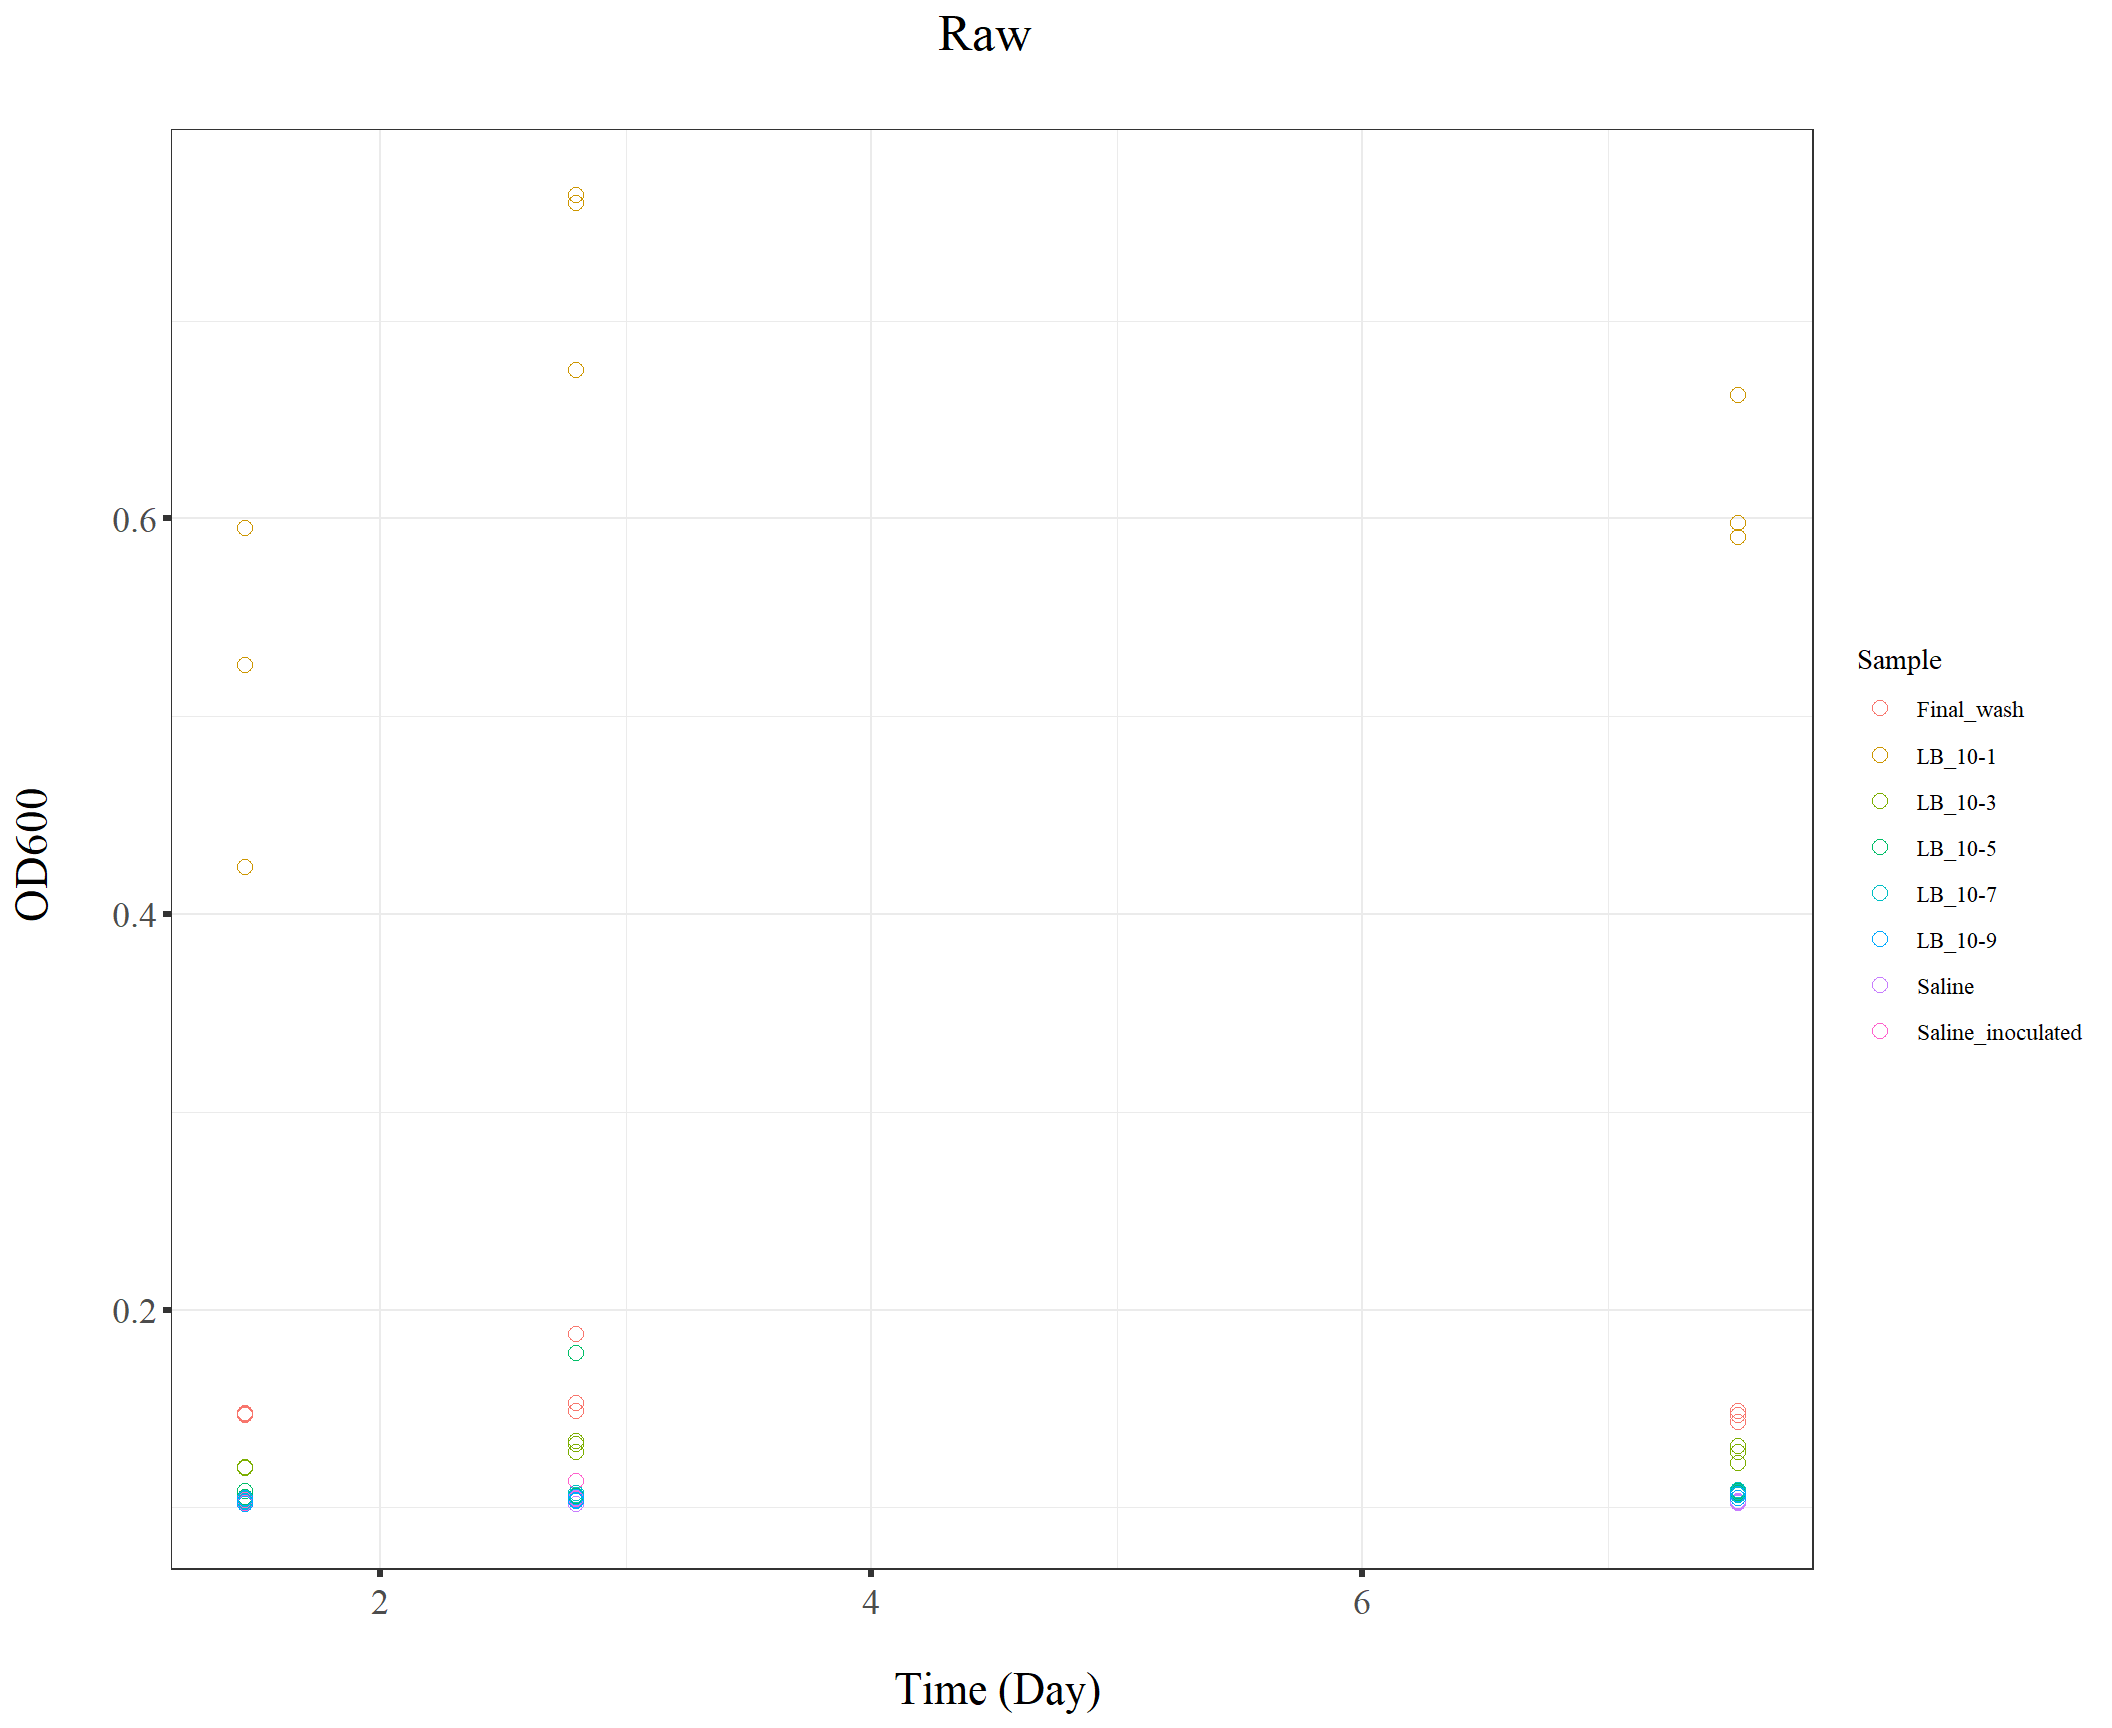 Raw
OD600
0.6
0.4
0.2
2
4
6
Time (Day)
Sample
Final_wash
LB_10-1
LB_10-3
LB_10-5
LB_10-7
LB_10-9
Saline
Saline_inoculated